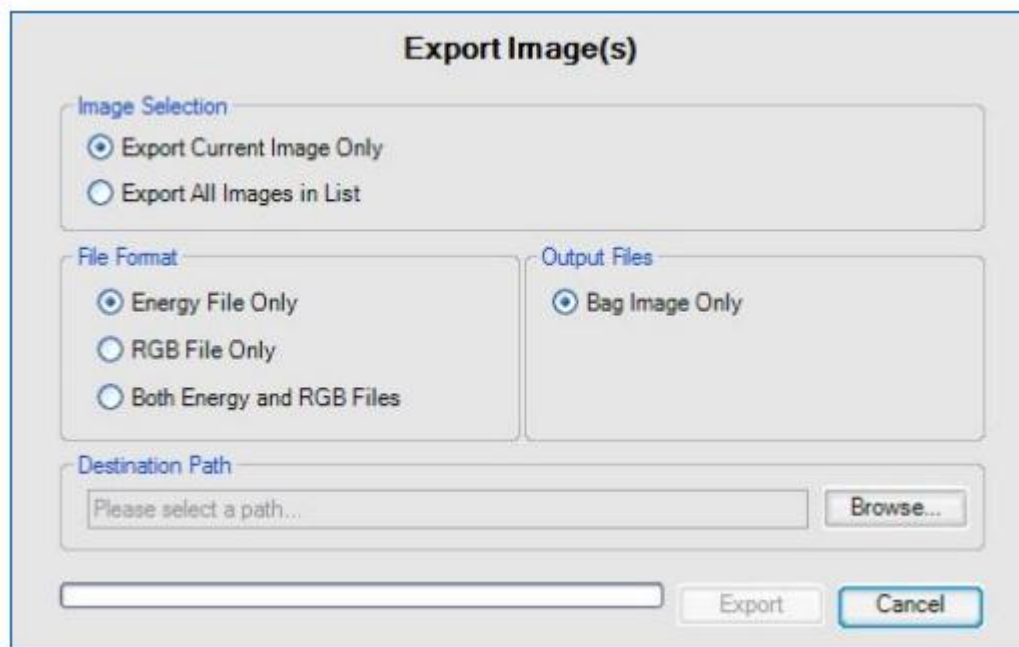 Export Image(s)
Image Selection
Export Current Image Only
Export All Images in List
File Format
Energy File Only
RGB File Only
Both Energy and RGB Files
Output Files
Bag Image Only
Destination Path
Please select a path...
Browse...
Export
Cancel